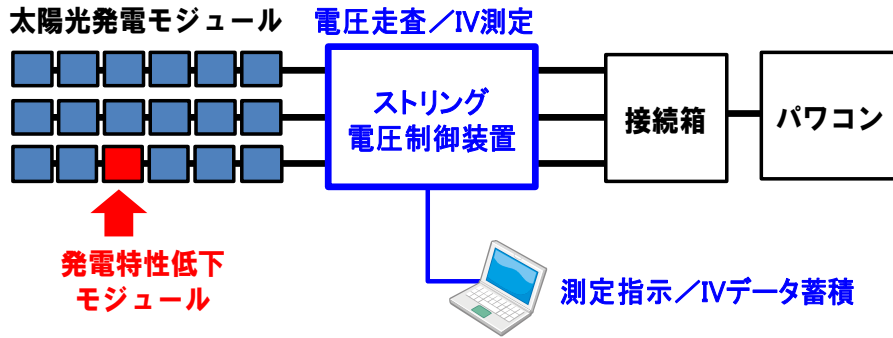 太陽光発電モジュール
電圧走査／IV測定
ストリング
電圧制御装置
接続箱
パワコン
発電特性低下
モジュール
測定指示／IVデータ蓄積